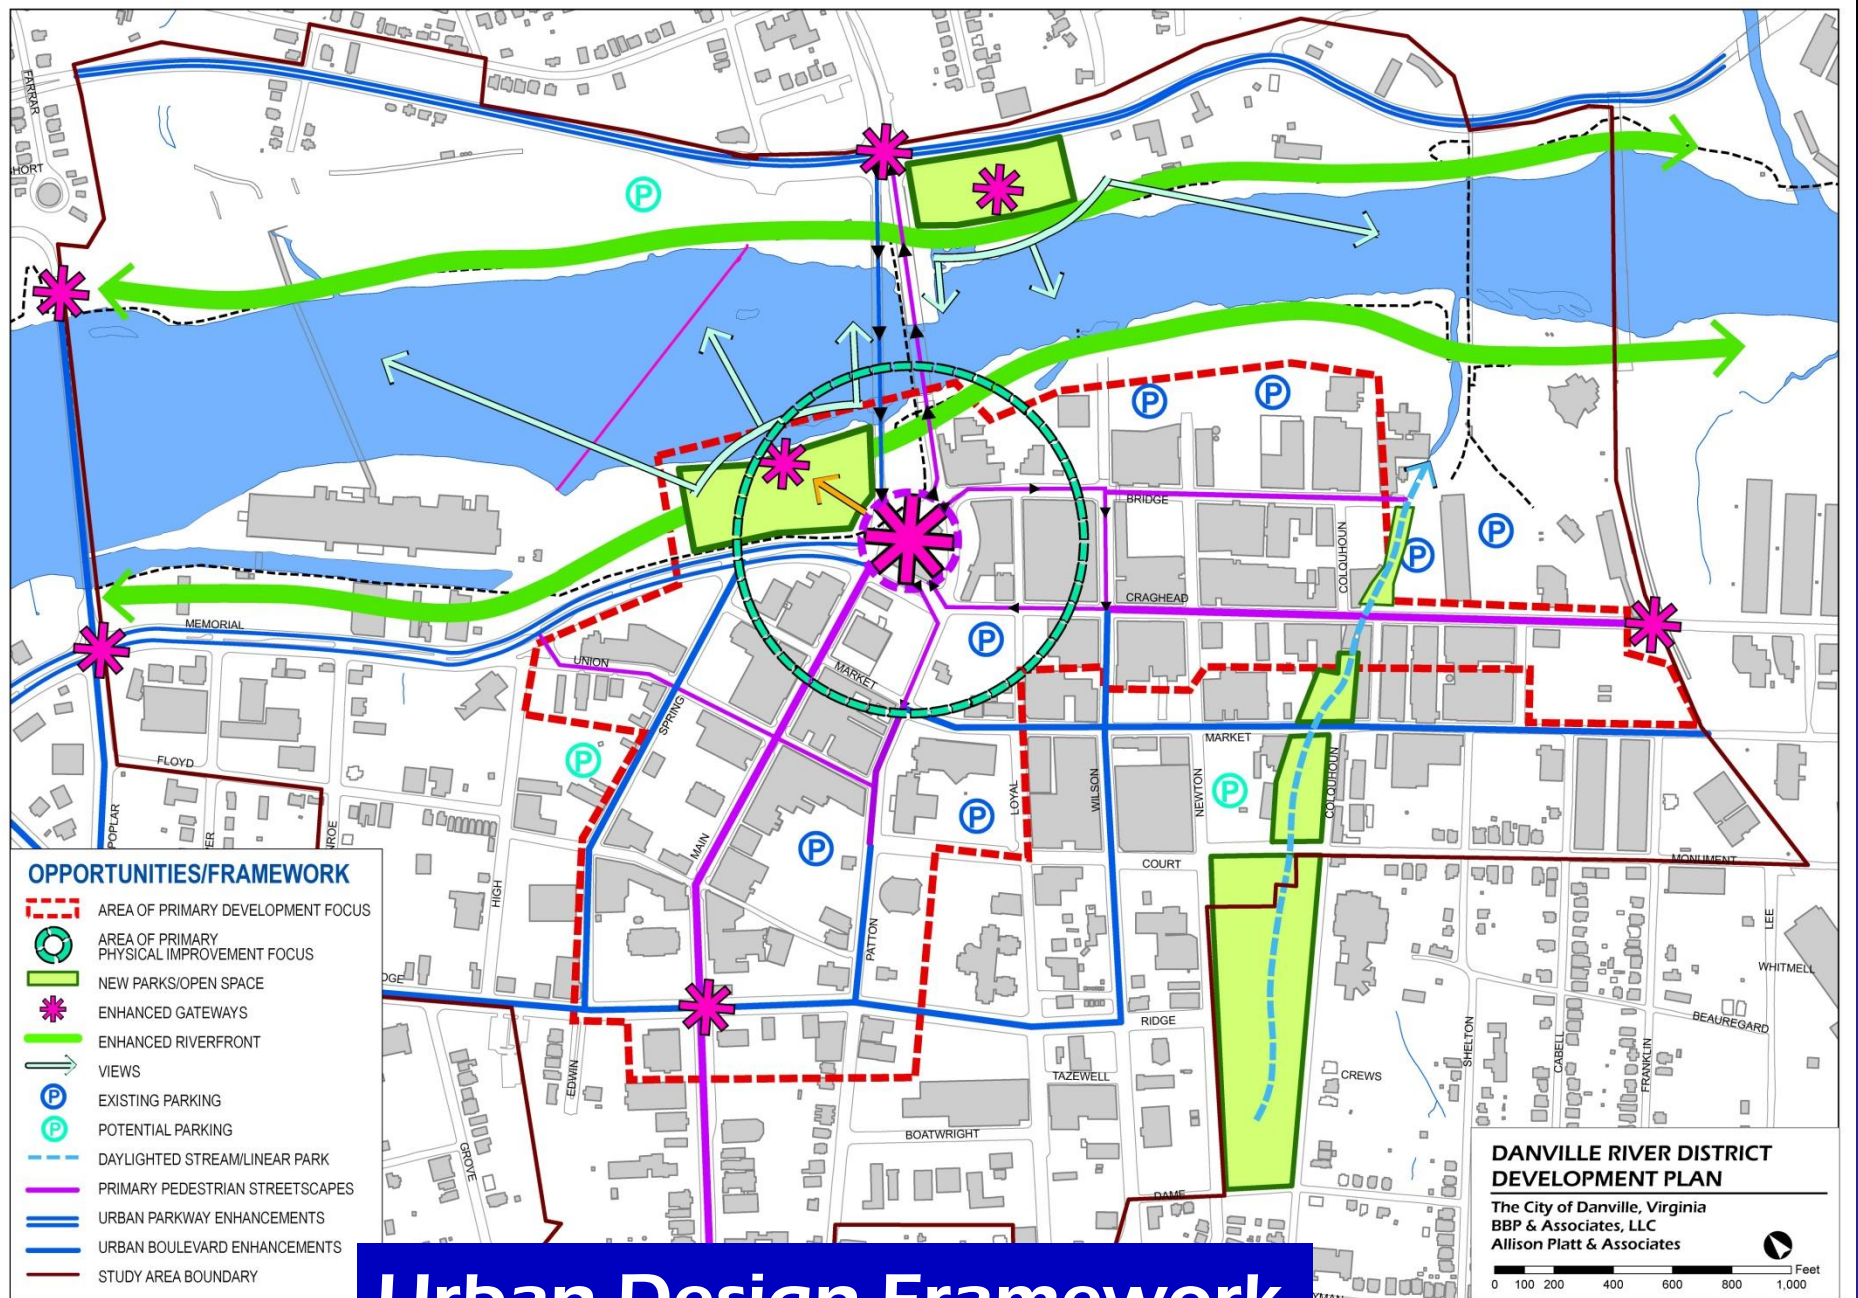 FARRAR
P
P
P
BRIDGE
COLQUHOUN
P
P
CRAGHEAD
MEMORIAL
P
UNION
MARKET
SPRING
MARKET
FLOYD
P
LOYAL
WILSON
NEWTON
P
COLQUHOUN
POPLAR
P
MAIN
P
COURT
MONUMENT
HIGH
PATTON
LEE
WHITMELL
RIDGE
BEAUREGARD
EDWIN
TAZEWELL
CREWS
SHELTON
CABELL
FRANKLIN
BOATWRIGHT
GROVE
DAME
OPPORTUNITIES/FRAMEWORK
AREA OF PRIMARY DEVELOPMENT FOCUS
AREA OF PRIMARY
PHYSICAL IMPROVEMENT FOCUS
NEW PARKS/OPEN SPACE
ENHANCED GATEWAYS
ENHANCED RIVERFRONT
VIEWS
P EXISTING PARKING
P POTENTIAL PARKING
DAYLIGHTED STREAM/LINEAR PARK
PRIMARY PEDESTRIAN STREETSCAPES
URBAN PARKWAY ENHANCEMENTS
URBAN BOULEVARD ENHANCEMENTS
STUDY AREA BOUNDARY
DANVILLE RIVER DISTRICT
DEVELOPMENT PLAN
The City of Danville, Virginia
BBP & Associates, LLC
Allison Platt & Associates
Feet
0 100 200 400 600 800 1,000
Urban Design Framework